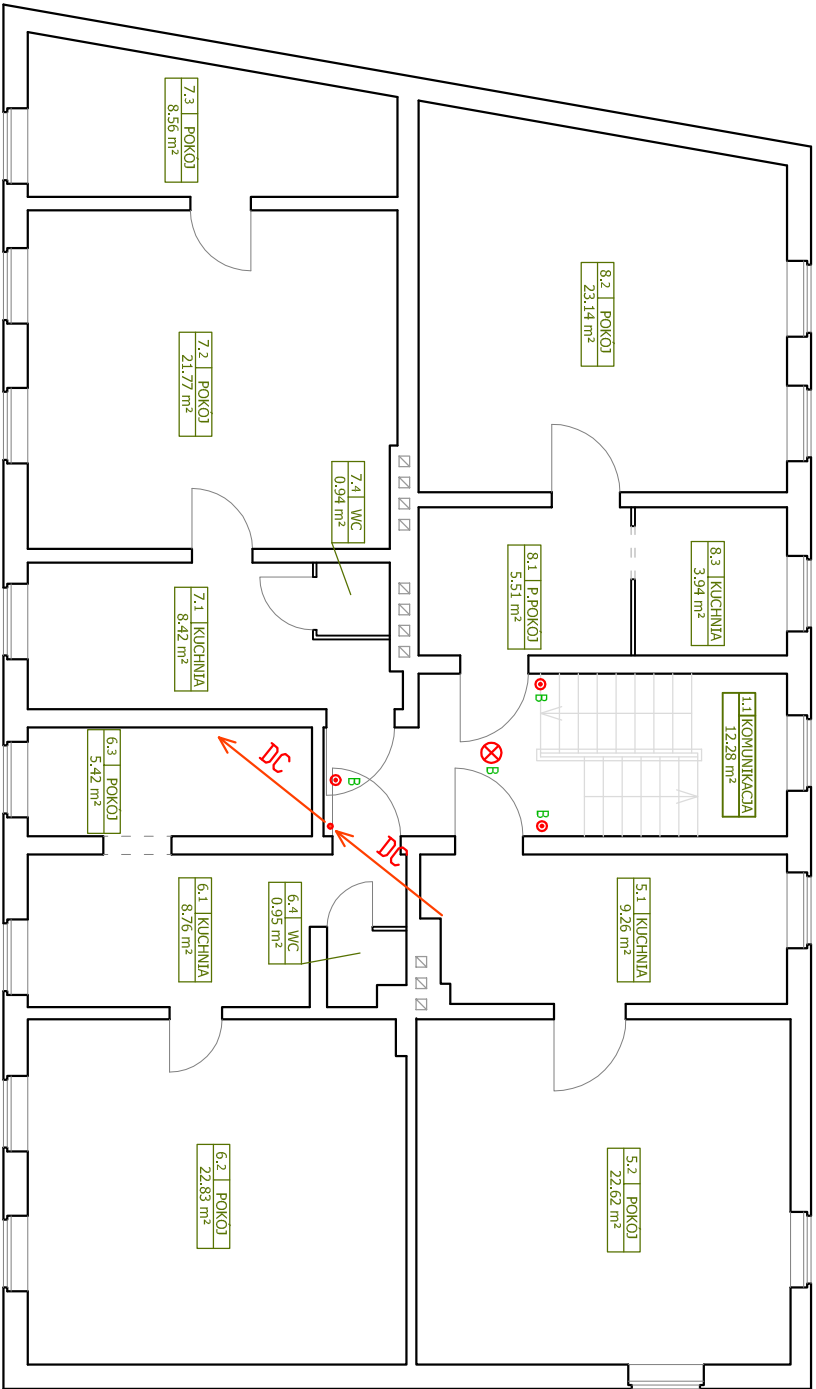 7.3 POKÓJ
8.56 m²
8.2 POKÓJ
23.14 m²
7.2 POKÓJ
21.77 m²
7.4 WC
0.94 m²
8.1 P.POKÓJ
5.51 m²
8.3 KUCHNIA
3.94 m²
7.1 KUCHNIA
8.42 m²
1.1 KOMUNIKACJA
12.28 m²
B
B
B
B
DC
DC
6.3 POKÓJ
5.42 m²
6.1 KUCHNIA
8.76 m²
6.4 WC
0.95 m²
5.1 KUCHNIA
9.26 m²
6.2 POKÓJ
22.83 m²
5.2 POKÓJ
22.62 m²